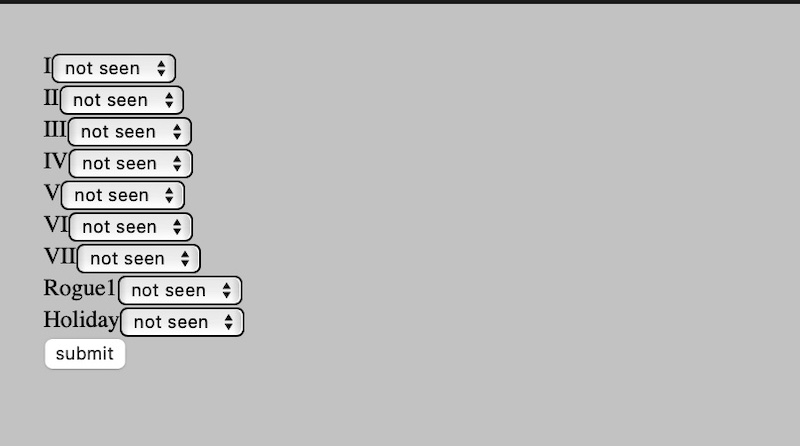 I not seen
II not seen
III not seen
IV not seen
V not seen
VI not seen
VII not seen
Rogue1 not seen
Holiday not seen
submit